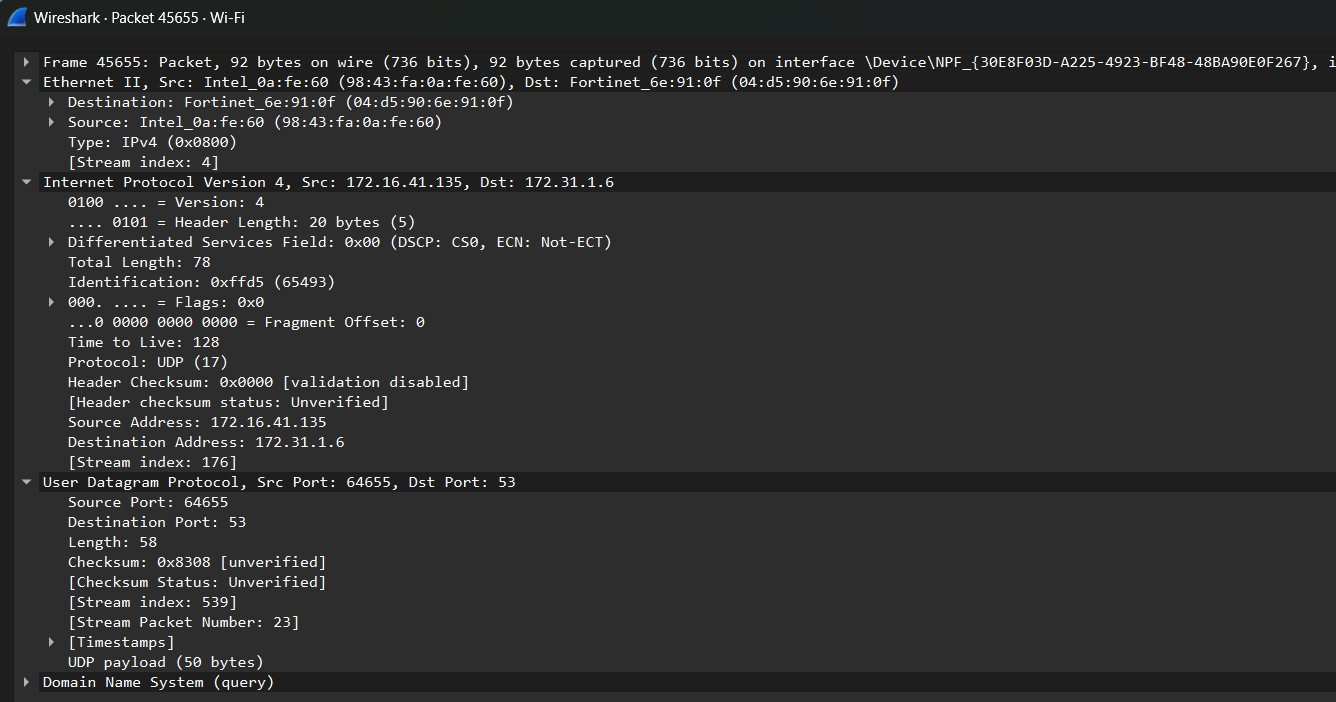 Wireshark · Packet 45655 · Wi-Fi
Frame 45655: Packet, 92 bytes on wire (736 bits), 92 bytes captured (736 bits) on interface \Device\NPF_{30E8F03D-A225-4923-BF48-48BA90E0F267}, i
Ethernet II, Src: Intel_0a:fe:60 (98:43:fa:0a:fe:60), Dst: Fortinet_6e:91:0f (04:d5:90:6e:91:0f)
Destination: Fortinet_6e:91:0f (04:d5:90:6e:91:0f)
Source: Intel_0a:fe:60 (98:43:fa:0a:fe:60)
Type: IPv4 (0x0800)
[Stream index: 4]
Internet Protocol Version 4, Src: 172.16.41.135, Dst: 172.31.1.6
0100 .... = Version: 4
.... 0101 = Header Length: 20 bytes (5)
Differentiated Services Field: 0x00 (DSCP: CS0, ECN: Not-ECT)
Total Length: 78
Identification: 0xffd5 (65493)
000. .... = Flags: 0x0
...0 0000 0000 0000 = Fragment Offset: 0
Time to Live: 128
Protocol: UDP (17)
Header Checksum: 0x0000 [validation disabled]
[Header checksum status: Unverified]
Source Address: 172.16.41.135
Destination Address: 172.31.1.6
[Stream index: 176]
User Datagram Protocol, Src Port: 64655, Dst Port: 53
Source Port: 64655
Destination Port: 53
Length: 58
Checksum: 0x8308 [unverified]
[Checksum Status: Unverified]
[Stream index: 539]
[Stream Packet Number: 23]
[Timestamps]
UDP payload (50 bytes)
Domain Name System (query)